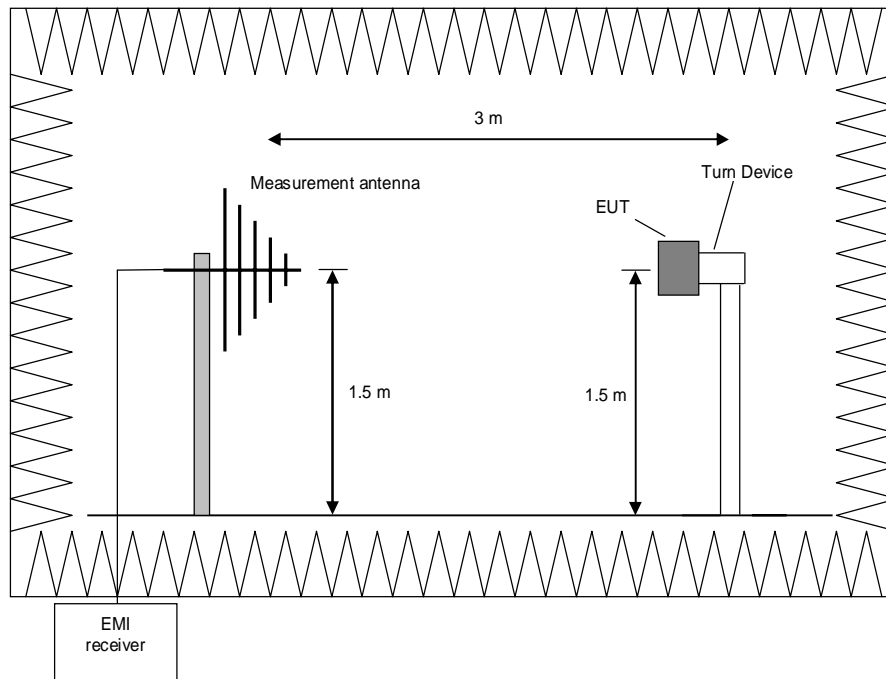 3 m
Measurement antenna
Turn Device
EUT
1.5 m
1.5 m
EMI
receiver